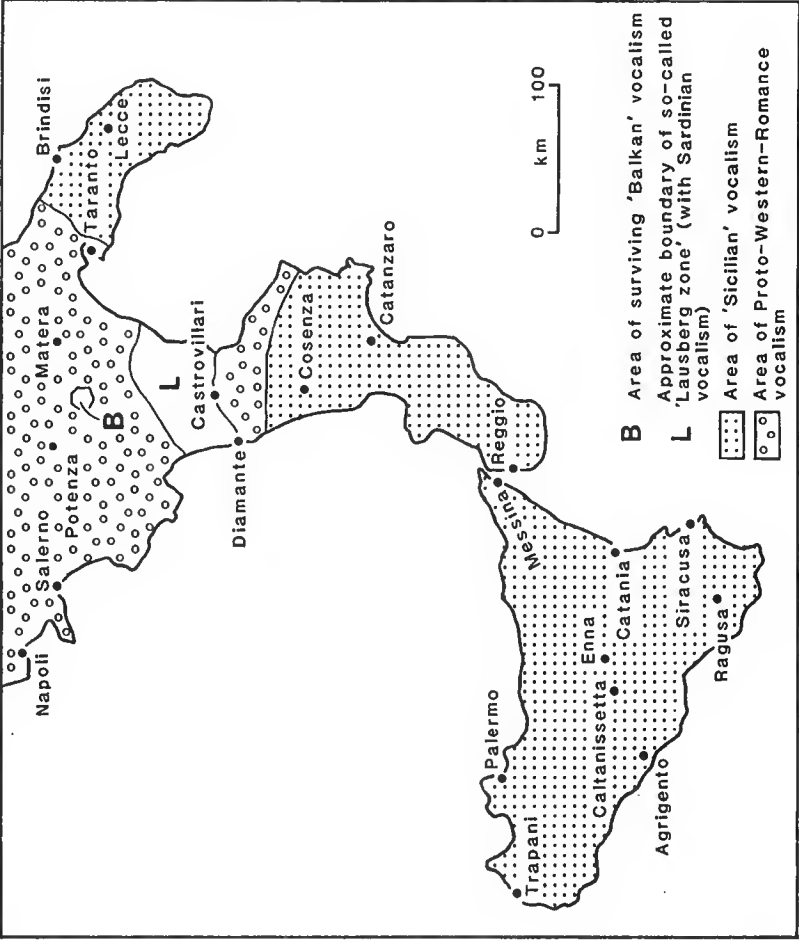 Napoli
Salerno
Potenza
Matera
Brindisi
Taranto
Lecce
B
L
Castrovillari
Diamante
Cosenza
Catanzaro
Reggio
Messina
Palermo
Trapani
Enna
Caltanissetta
Catania
Agrigento
Siracusa
Ragusa
0 km 100
B Area of surviving 'Balkan' vocalism
L Approximate boundary of so-called
'Lausberg zone' (with Sardinian
vocalism)
Area of 'Sicilian' vocalism
Area of Proto-Western-Romance
vocalism